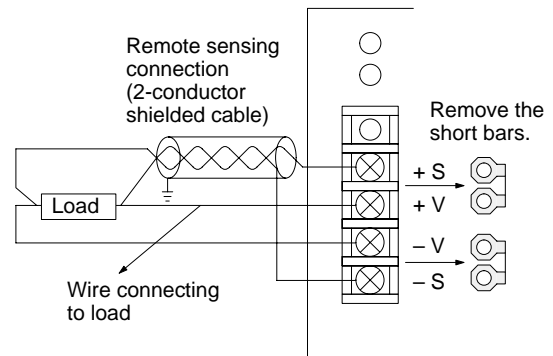 Remote sensing
connection
(2-conductor
shielded cable)
Remove the
short bars.
+ S
+ V
– V
– S
Load
Wire connecting
to load